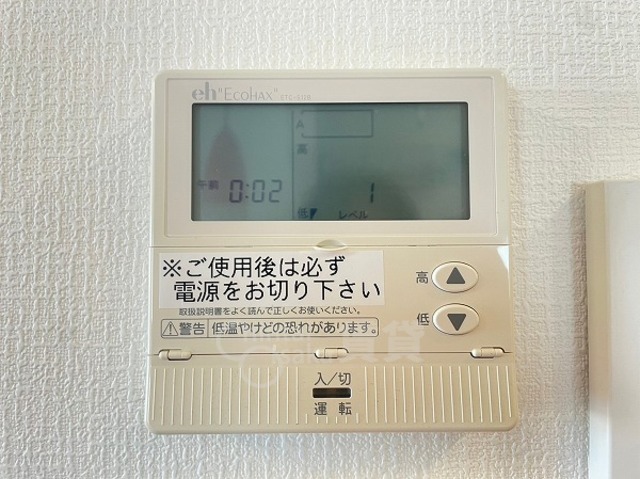 eh "EcoHAX"
A
高
午前 0:02
1
低 レベル
※ご使用後は必ず
電源をお切り下さい
取扱説明書をよく読んで正しくお使いください。
警告 低温やけどの恐れがあります。
高
低
入/切
運転